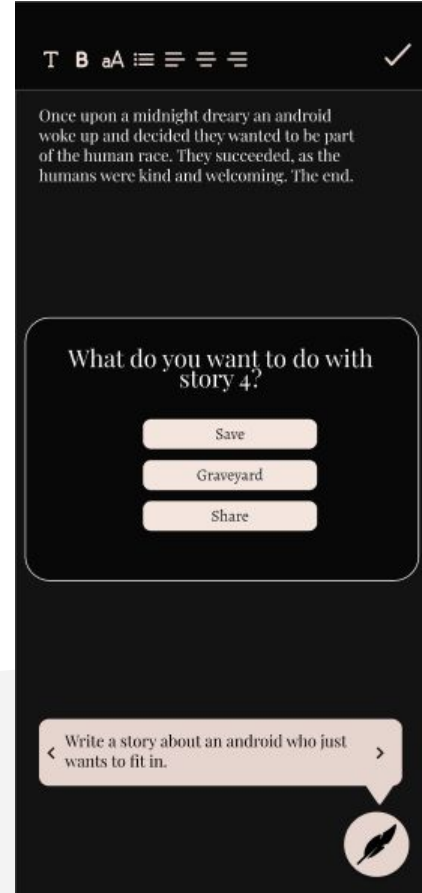 T B aA
Once upon a midnight dreary an android
woke up and decided they wanted to be part
of the human race. They succeeded, as the
humans were kind and welcoming. The end.
What do you want to do with
story 4?
Save
Graveyard
Share
Write a story about an android who just
wants to fit in.